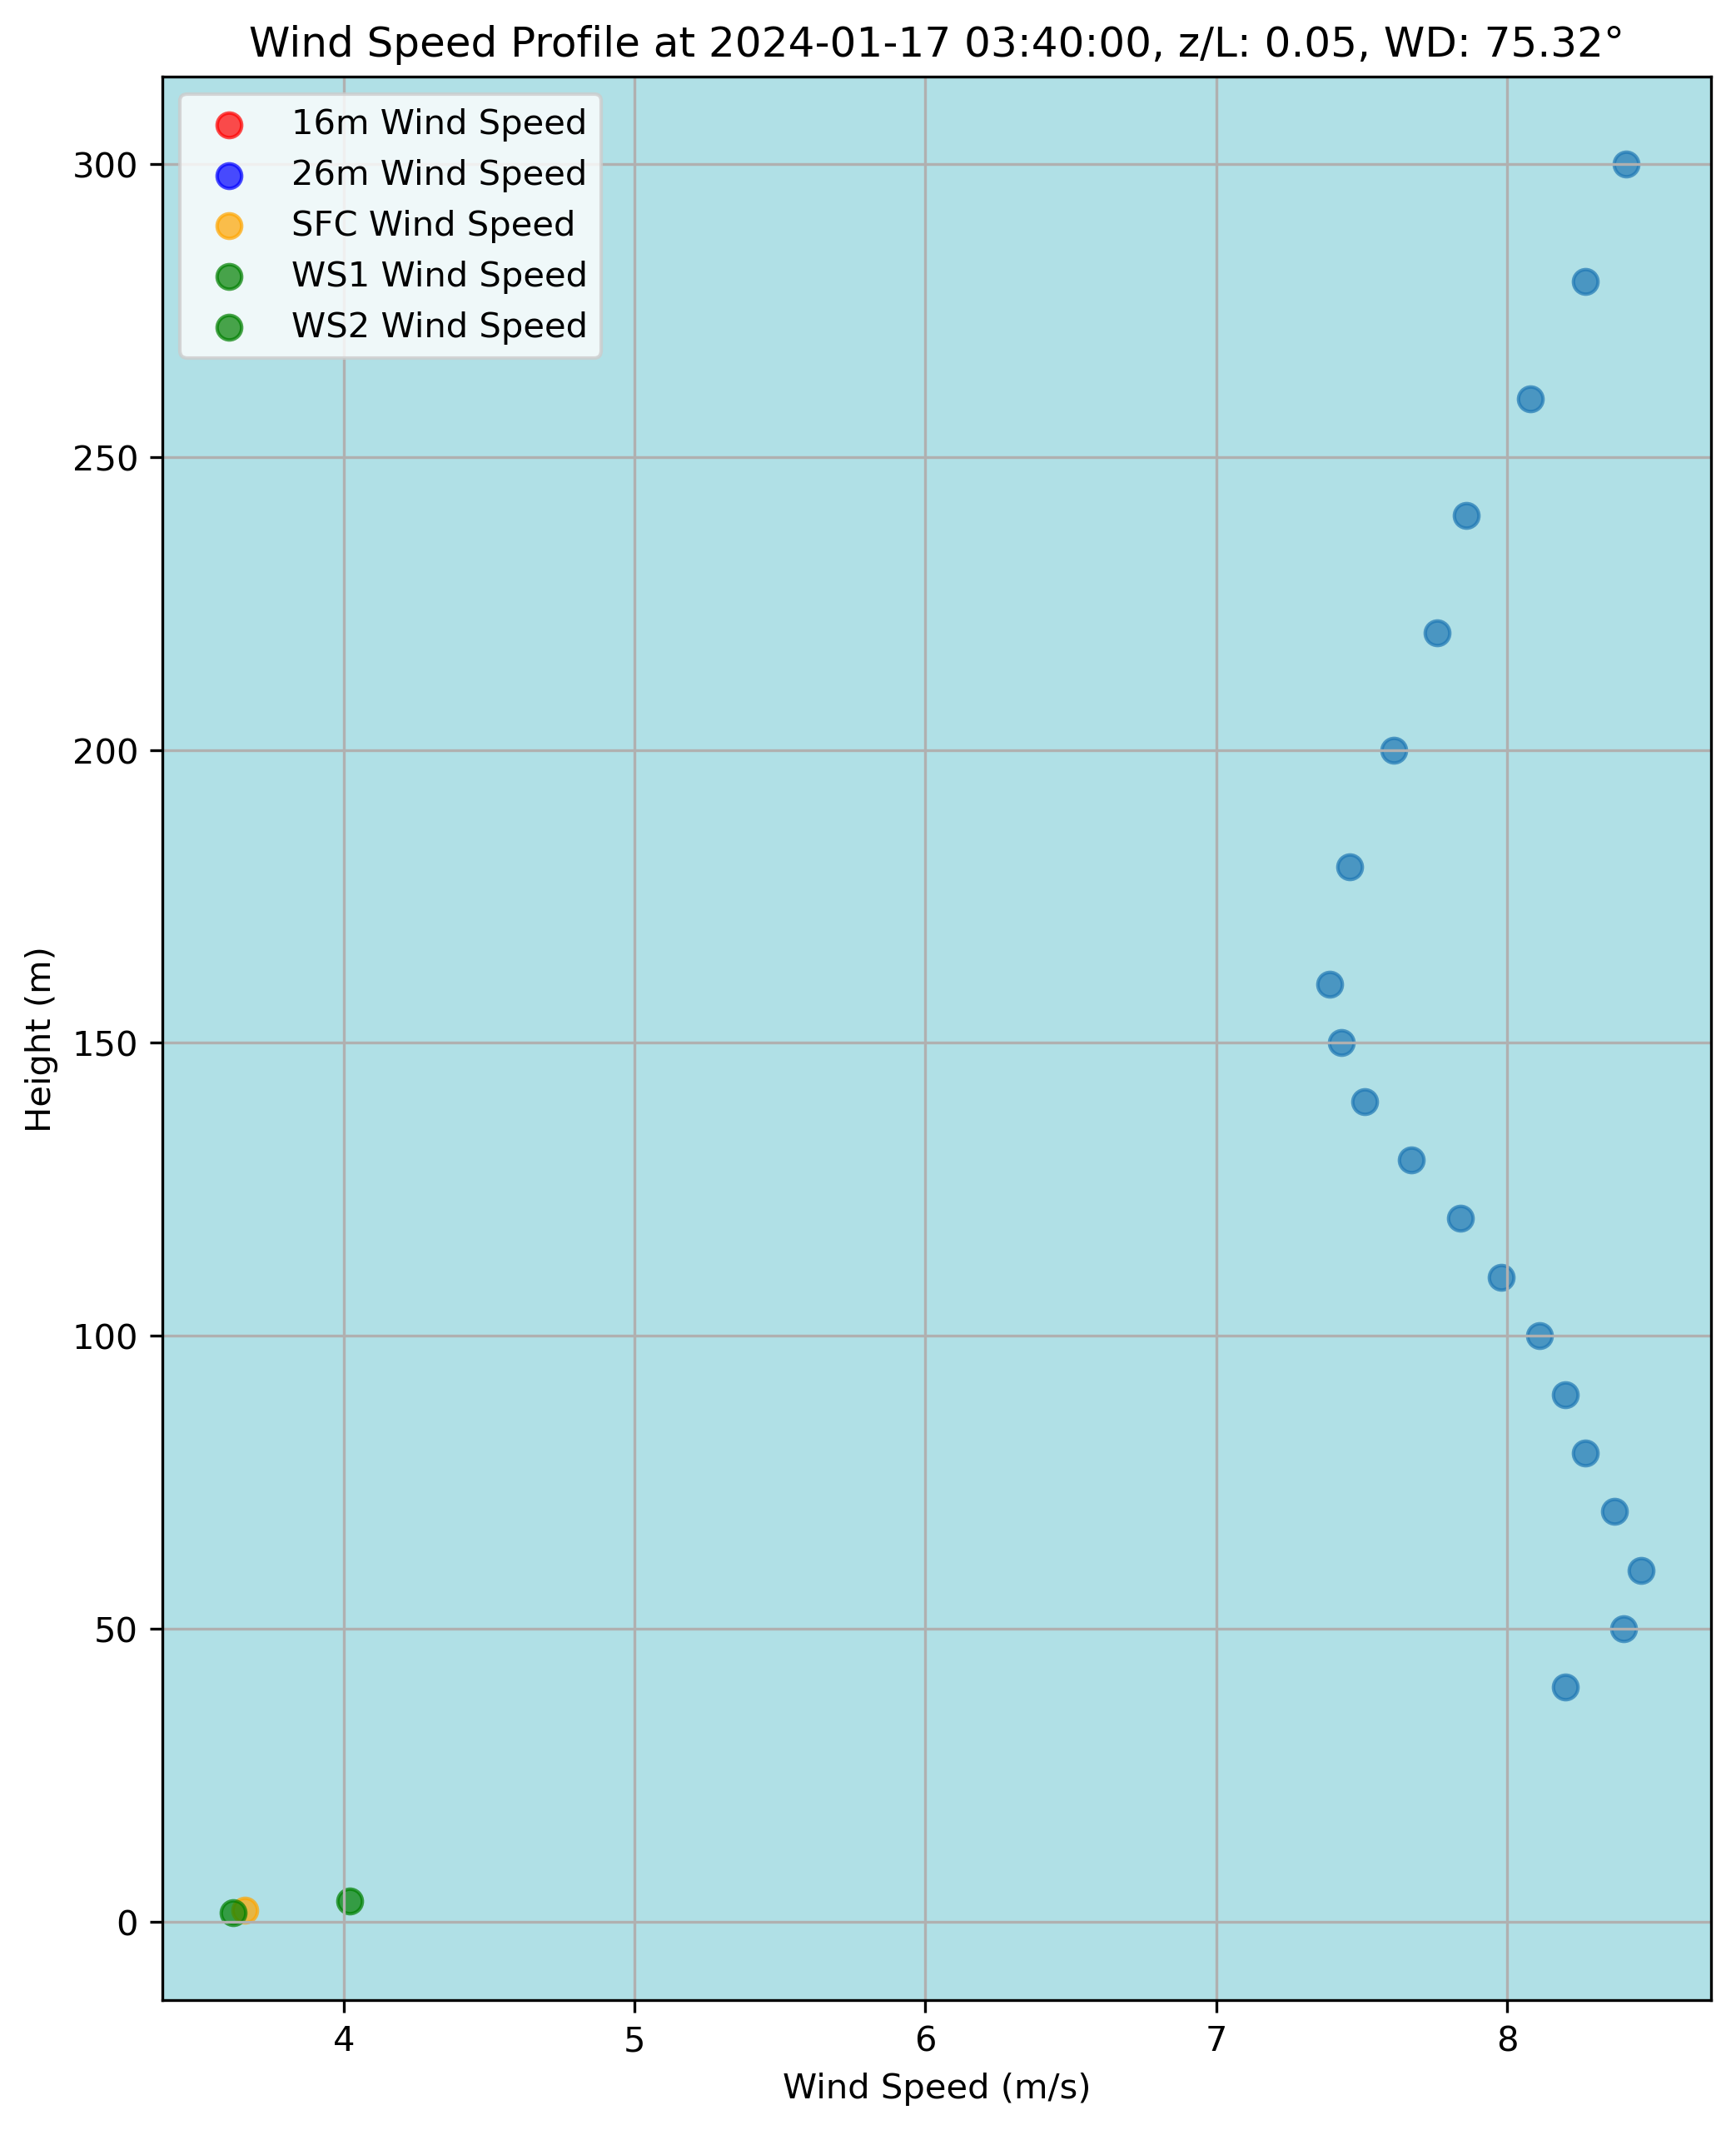 Wind Speed Profile at 2024-01-17 03:40:00, z/L: 0.05, WD: 75.32°
16m Wind Speed
26m Wind Speed
SFC Wind Speed
WS1 Wind Speed
WS2 Wind Speed
300
250
200
150
100
50
0
Height (m)
4 5 6 7 8
Wind Speed (m/s)